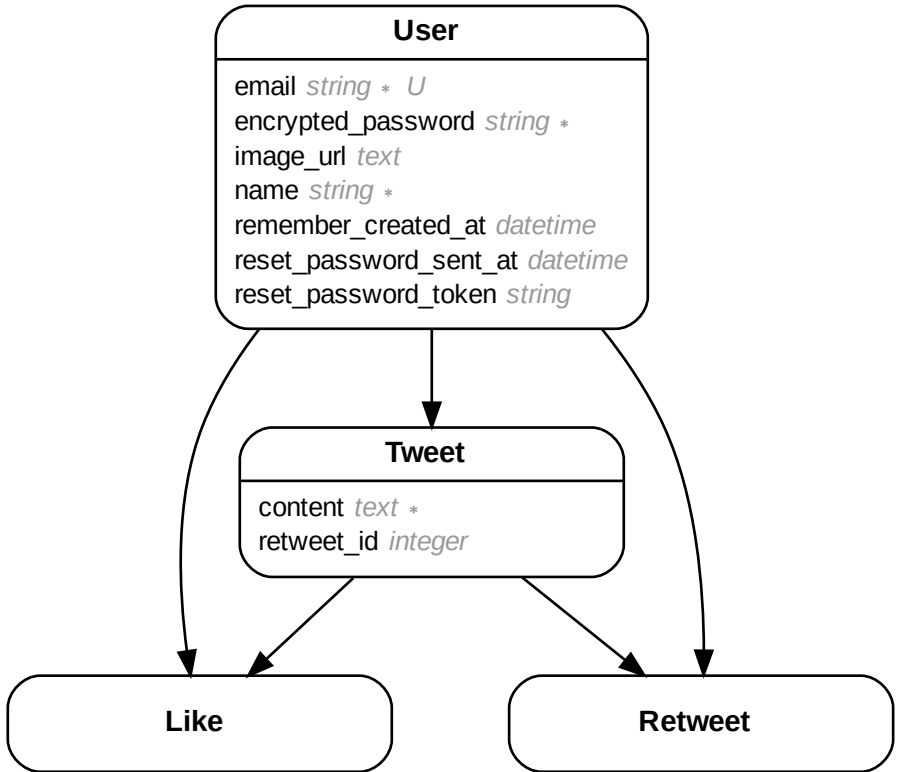 User
email string * U
encrypted_password string *
image_url text
name string *
remember_created_at datetime
reset_password_sent_at datetime
reset_password_token string
Tweet
content text *
retweet_id integer
Like
Retweet